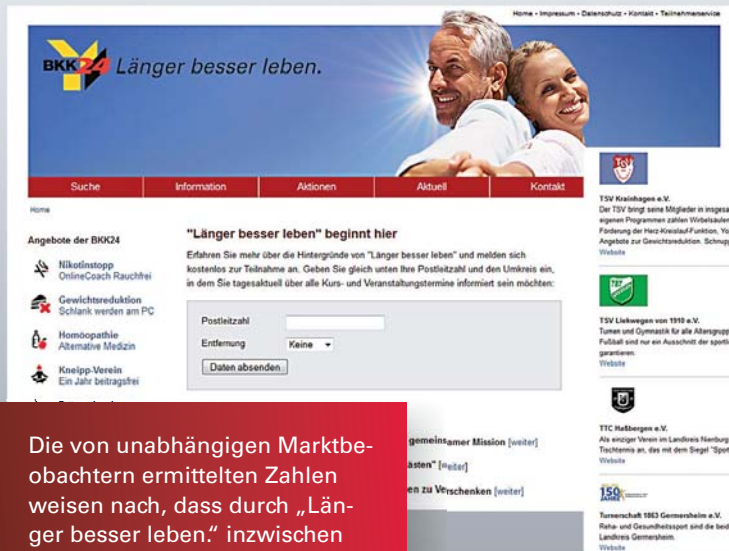 Home • Impressum • Datenschutz • Kontakt • Teilnehmerservice
BKK24 Länger besser leben.
Suche Information Aktionen Aktuell Kontakt
Home
Angebote der BKK24
Nikotinstopp
OnlineCoach Rauchfrei
Gewichtsreduktion
Schlank werden am PC
Homöopathie
Alternative Medizin
Kneipp-Verein
Ein Jahr beitragsfrei
"Länger besser leben" beginnt hier
Erfahren Sie mehr über die Hintergründe von "Länger besser leben" und melden sich
kostenlos zur Teilnahme an. Geben Sie gleich unten Ihre Postleitzahl und den Umkreis ein,
in dem Sie tagesaktuell über alle Kurs- und Veranstaltungstermine informiert sein möchten:
Postleitzahl
Entfernung Keine
Daten absenden
gemeinsamer Mission [weiter]
ästen" [weiter]
en zu Verschenken [weiter]
TSV Krainhagen e.V.
Der TSV bringt seine Mitglieder in insgesa
eigenen Programmen zählen Wirbelsäulen
Förderung der Herz-Kreislauf-Funktion, Yo
Angebote zur Gewichtsreduktion. Schnupp
Website
TSV Liekwegen von 1910 e.V.
Turnen und Gymnastik für alle Altersgrupp
Fußball sind nur ein Ausschnitt der sportli
garantieren.
Website
TTC Haßbergen e.V.
Als einziger Verein im Landkreis Nienburg
Tischtennis an, das mit dem Siegel "Sport
Website
150
JAHRE
Turnerschaft 1863 Germersheim e.V.
Reha- und Gesundheitssport sind die beid
Landkreis Germersheim.
Website
Die von unabhängigen Marktbe-
obachtern ermittelten Zahlen
weisen nach, dass durch „Län-
ger besser leben.“ inzwischen